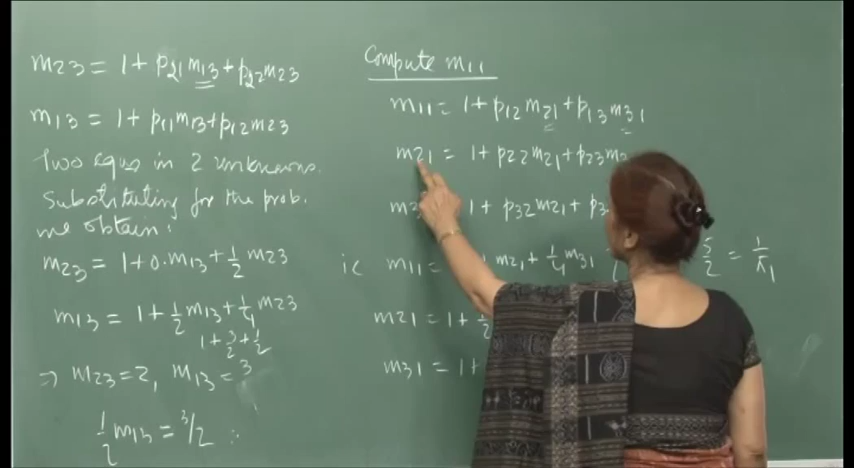 m23 = 1 + p21 m13 + p22 m23
m13 = 1 + p11 m13 + p12 m23
Two equs in 2 unknowns.
Substituting for the prob.
we obtain:
m23 = 1 + 0. m13 + 1/2 m23
m13 = 1 + 1/2 m13 + 1/4 m23
1 + 3/2 + 1/2
⇒ m23 = 2, m13 = 3
1/2 m13 = 3/2 ∴
Compute m11
m11 = 1 + p12 m21 + p13 m31
m21 = 1 + p22 m21 + p23 m
1 + p32 m21 + p3
ie m11 = m21 + 1/4 m31 5/2 = 1/π1
m21 = 1 + 1/2
m31 = 1+